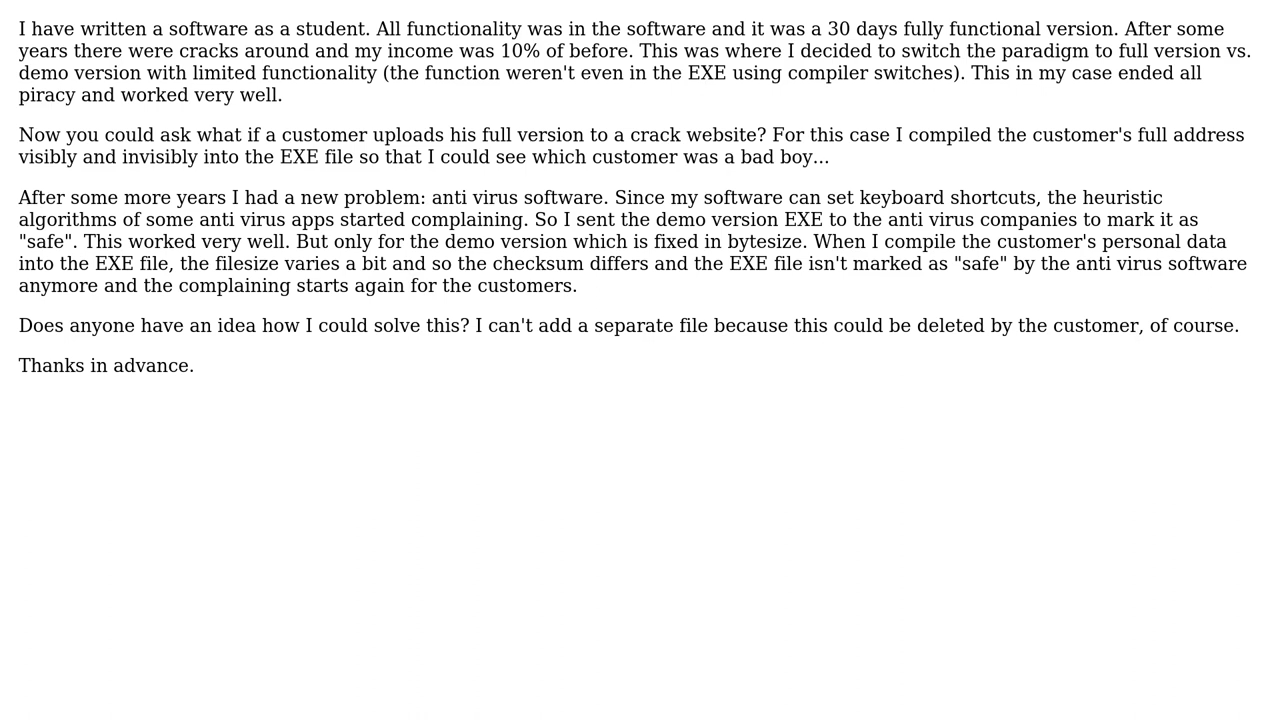 I have written a software as a student. All functionality was in the software and it was a 30 days fully functional version. After some
years there were cracks around and my income was 10% of before. This was where I decided to switch the paradigm to full version vs.
demo version with limited functionality (the function weren't even in the EXE using compiler switches). This in my case ended all
piracy and worked very well.
Now you could ask what if a customer uploads his full version to a crack website? For this case I compiled the customer's full address
visibly and invisibly into the EXE file so that I could see which customer was a bad boy...
After some more years I had a new problem: anti virus software. Since my software can set keyboard shortcuts, the heuristic
algorithms of some anti virus apps started complaining. So I sent the demo version EXE to the anti virus companies to mark it as
"safe". This worked very well. But only for the demo version which is fixed in bytesize. When I compile the customer's personal data
into the EXE file, the filesize varies a bit and so the checksum differs and the EXE file isn't marked as "safe" by the anti virus software
anymore and the complaining starts again for the customers.
Does anyone have an idea how I could solve this? I can't add a separate file because this could be deleted by the customer, of course.
Thanks in advance.